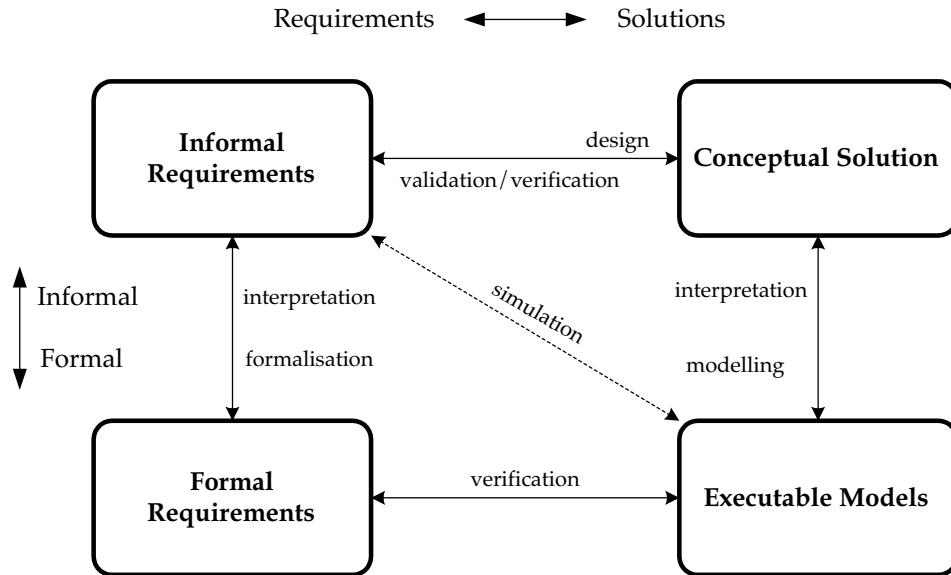 Requirements Solutions
Informal
Requirements
design
validation/verification
Conceptual Solution
Informal
Formal
interpretation
formalisation
simulation
interpretation
modelling
Formal
Requirements
verification
Executable Models